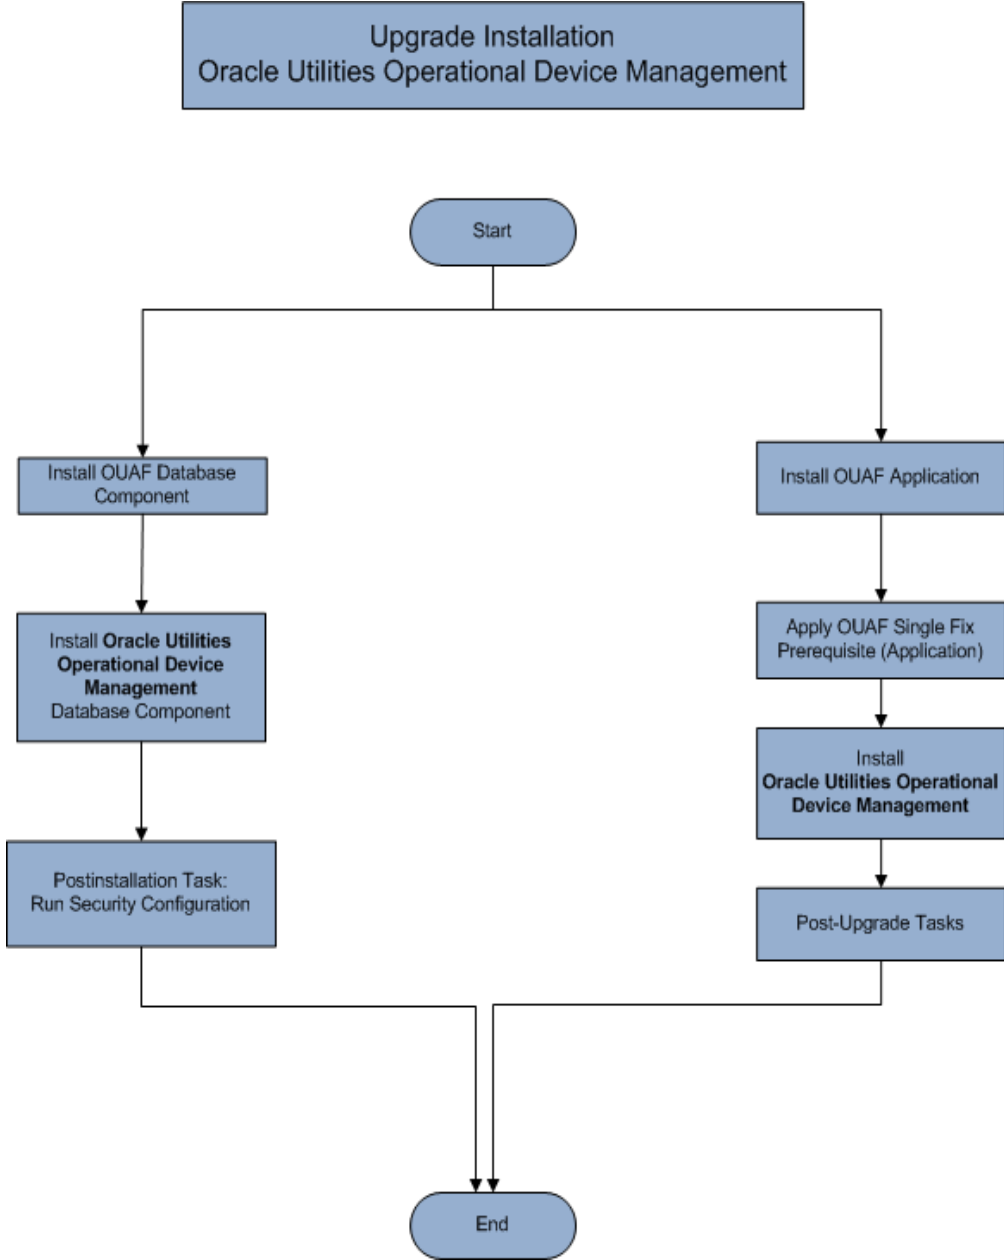 Upgrade Installation
Oracle Utilities Operational Device Management
Start
Install OUAF Database
Component
Install Oracle Utilities
Operational Device
Management
Database Component
Postinstallation Task:
Run Security Configuration
Install OUAF Application
Apply OUAF Single Fix
Prerequisite (Application)
Install
Oracle Utilities Operational
Device Management
Post-Upgrade Tasks
End